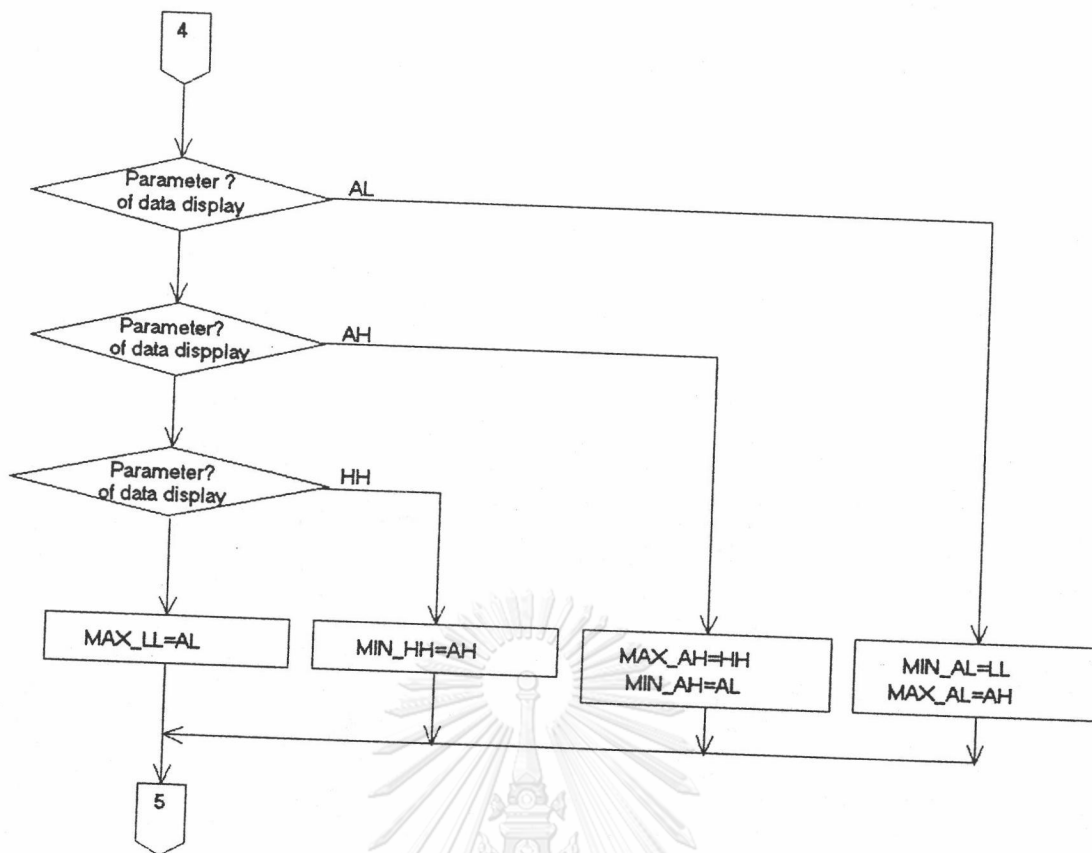 4
Parameter ?
of data display
AL
Parameter?
of data dispplay
AH
Parameter?
of data display
HH
MAX_LL=AL
MIN_HH=AH
MAX_AH=HH
MIN_AH=AL
MIN_AL=LL
MAX_AL=AH
5